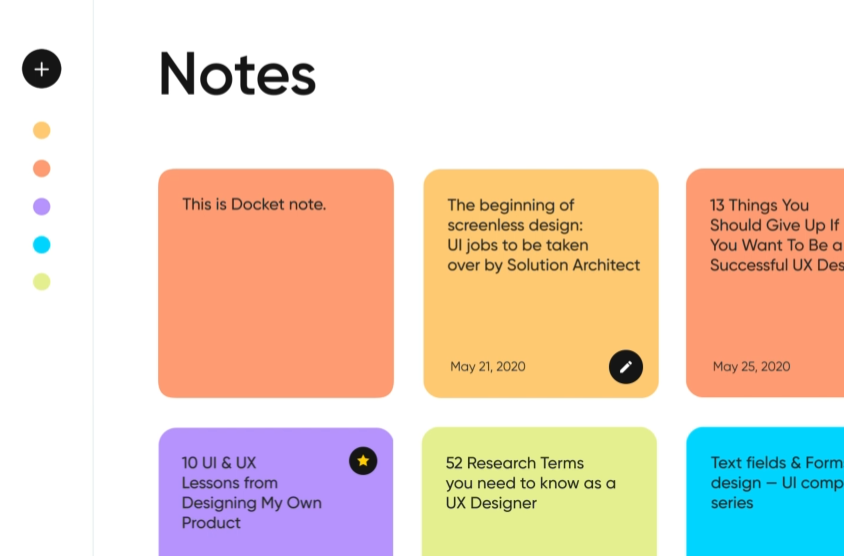 Notes
This is Docket note.
The beginning of
screenless design:
UI jobs to be taken
over by Solution Architect
May 21, 2020
13 Things You
Should Give Up If
You Want To Be a
Successful UX Des
May 25, 2020
10 UI & UX
Lessons from
Designing My Own
Product
52 Research Terms
you need to know as a
UX Designer
Text fields & Form
design – UI comp
series